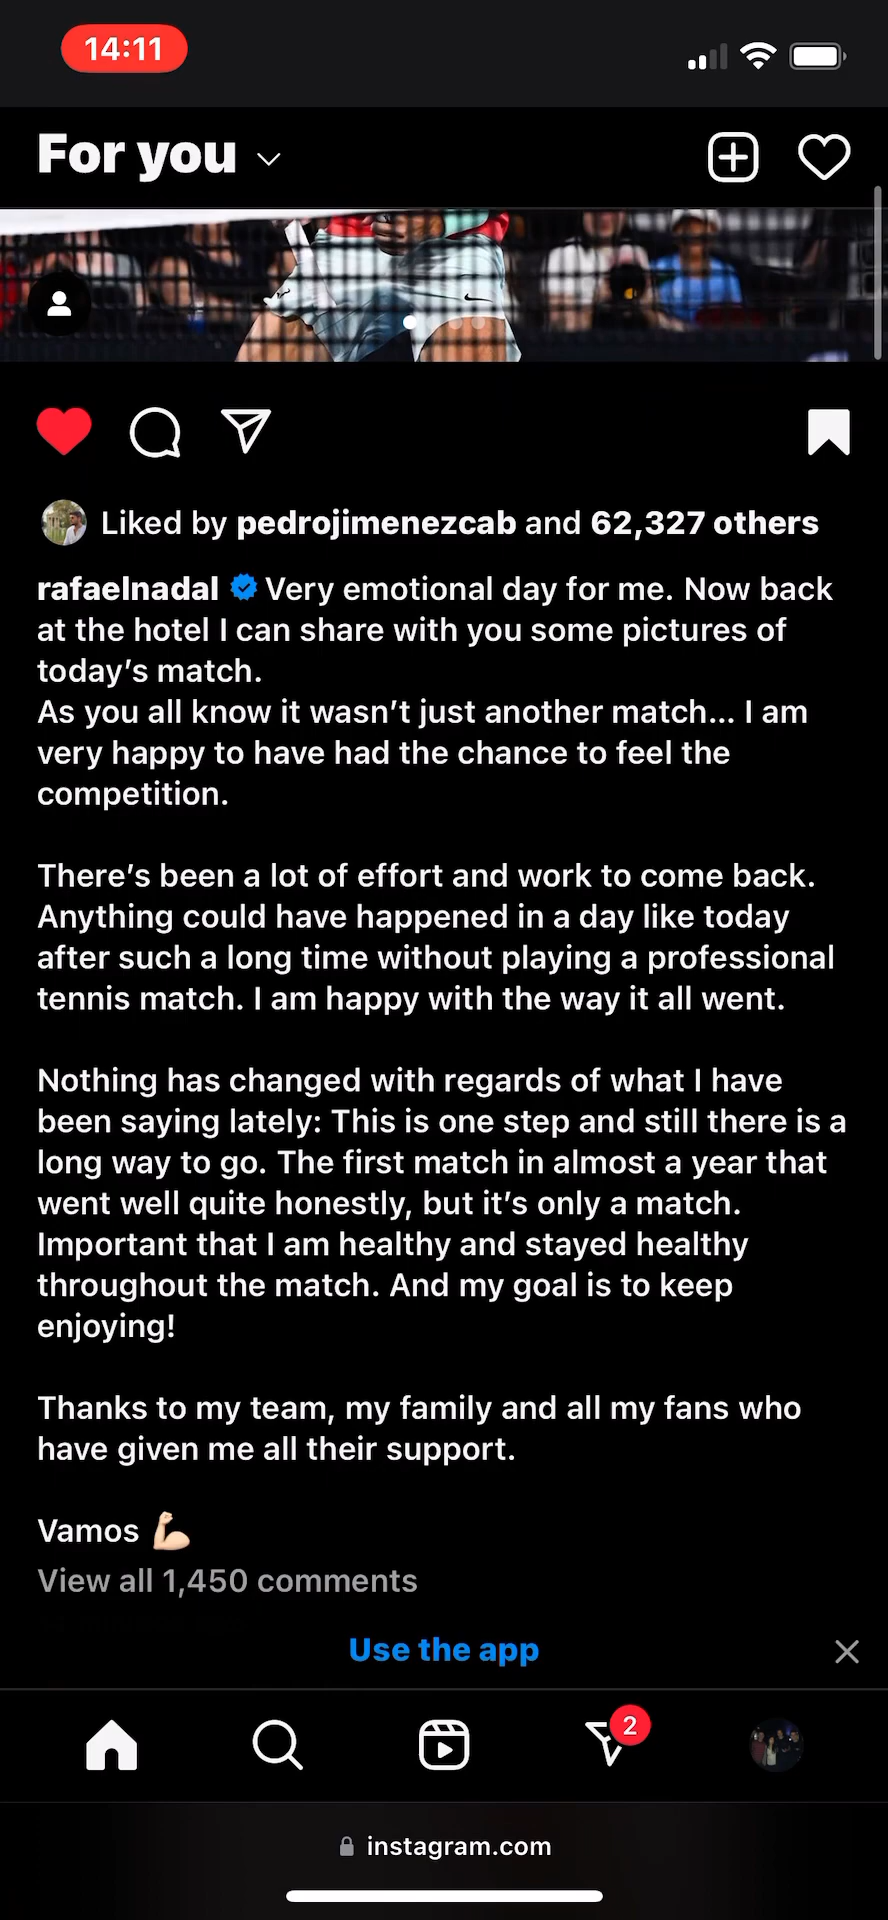 14:11
For you
Liked by pedrojimenezcab and 62,327 others
rafaelnadal Very emotional day for me. Now back
at the hotel I can share with you some pictures of
today’s match.
As you all know it wasn’t just another match... I am
very happy to have had the chance to feel the
competition.
There’s been a lot of effort and work to come back.
Anything could have happened in a day like today
after such a long time without playing a professional
tennis match. I am happy with the way it all went.
Nothing has changed with regards of what I have
been saying lately: This is one step and still there is a
long way to go. The first match in almost a year that
went well quite honestly, but it’s only a match.
Important that I am healthy and stayed healthy
throughout the match. And my goal is to keep
enjoying!
Thanks to my team, my family and all my fans who
have given me all their support.
Vamos 💪🏻
View all 1,450 comments
Use the app
2
instagram.com